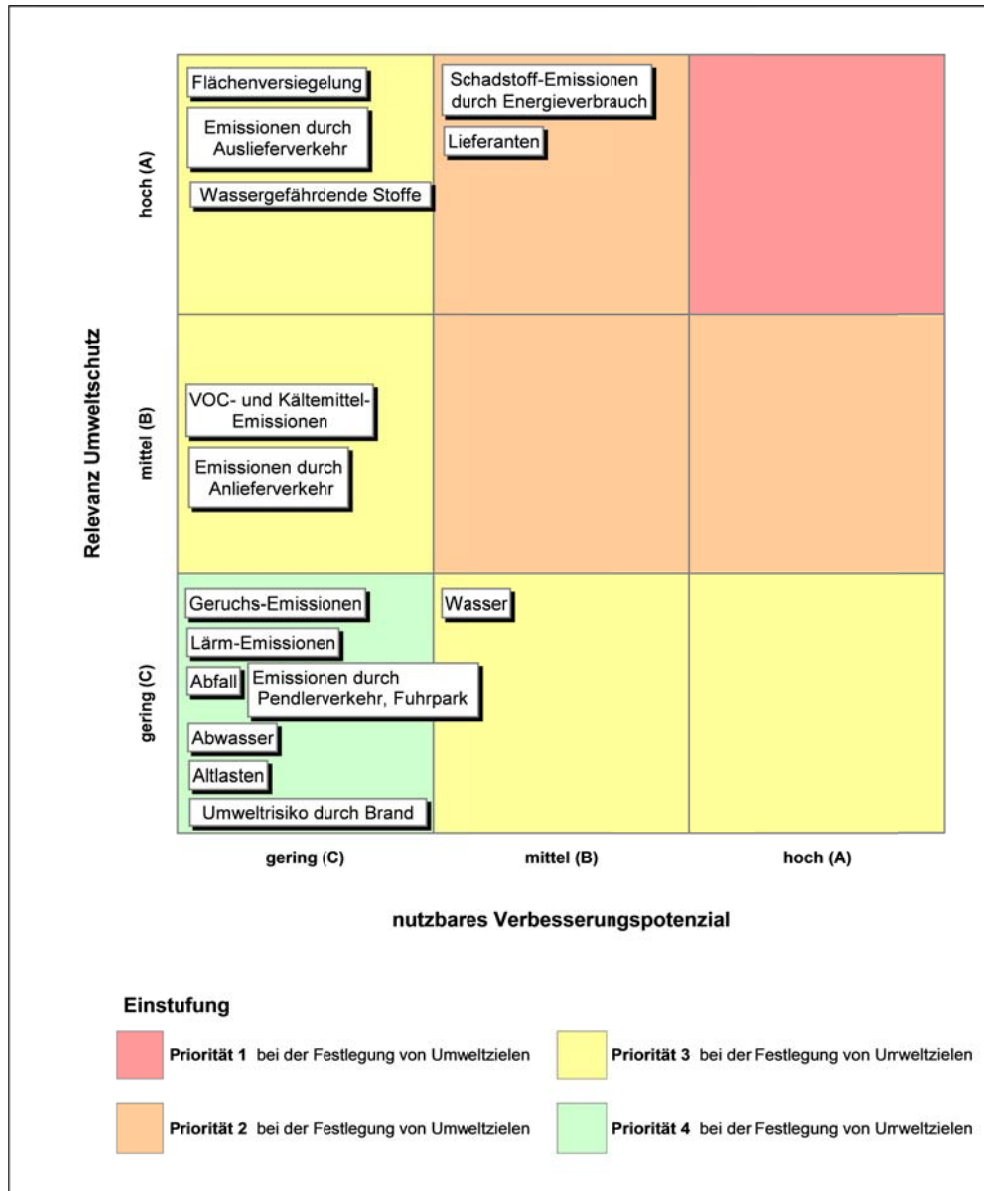 Flächenversiegelung
Emissionen durch
Auslieferverkehr
Wassergefährdende Stoffe
Schadstoff-Emissionen
durch Energieverbrauch
Lieferanten
hoch (A)
Relevanz Umweltschutz
mittel (B)
VOC- und Kältemittel-
Emissionen
Emissionen durch
Anlieferverkehr
gering (C)
Geruchs-Emissionen
Lärm-Emissionen
Abfall
Emissionen durch
Pendlerverkehr, Fuhrpark
Abwasser
Altlasten
Umweltrisiko durch Brand
Wasser
gering (C) mittel (B) hoch (A)
nutzbares Verbesserungspotenzial
Einstufung
Priorität 1 bei der Festlegung von Umweltzielen
Priorität 3 bei der Festlegung von Umweltzielen
Priorität 2 bei der Festlegung von Umweltzielen
Priorität 4 bei der Festlegung von Umweltzielen